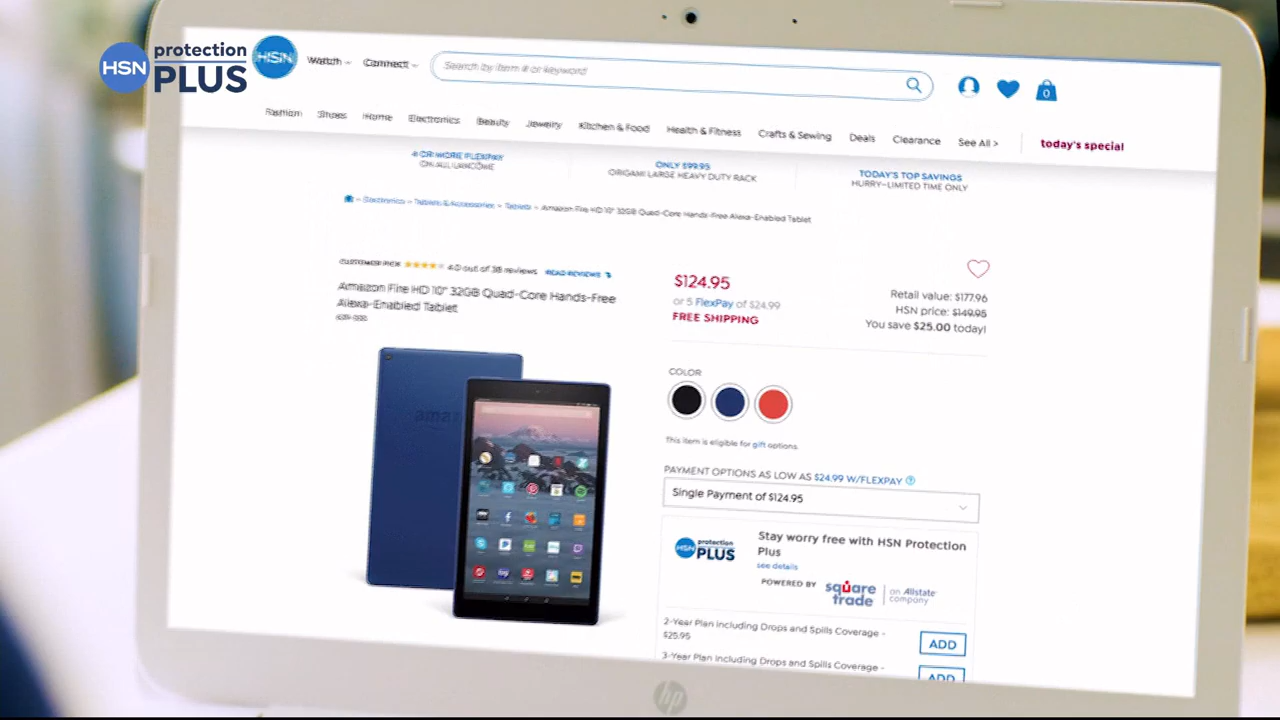 HSN protection PLUS
HSN Watch Connect Search by item # or keyword 0
Fashion Shoes Home Electronics Beauty Jewelry Kitchen & Food Health & Fitness Crafts & Sewing Deals Clearance See All > today's special
4 OR MORE FLEXPAY
ON ALL LANCOME
ONLY $99.95
ORIGAMI LARGE HEAVY DUTY RACK
TODAY'S TOP SAVINGS
HURRY-LIMITED TIME ONLY
Electronics Tablets & Accessories Tablets Amazon Fire HD 10" 32GB Quad-Core Hands-Free Alexa-Enabled Tablet
CUSTOMER PICK 4.0 out of 38 reviews READ REVIEWS
Amazon Fire HD 10" 32GB Quad-Core Hands-Free
Alexa-Enabled Tablet
$124.95
or 5 FlexPay of $24.99
FREE SHIPPING
Retail value: $177.96
HSN price: $149.95
You save $25.00 today!
COLOR
This item is eligible for gift options.
PAYMENT OPTIONS AS LOW AS $24.99 W/FLEXPAY
Single Payment of $124.95
HSN protection PLUS
Stay worry free with HSN Protection
Plus
see details
POWERED BY square trade an Allstate company
2-Year Plan Including Drops and Spills Coverage -
$25.95
ADD
3-Year Plan Including Drops and Spills Coverage -
ADD
amaz
hp